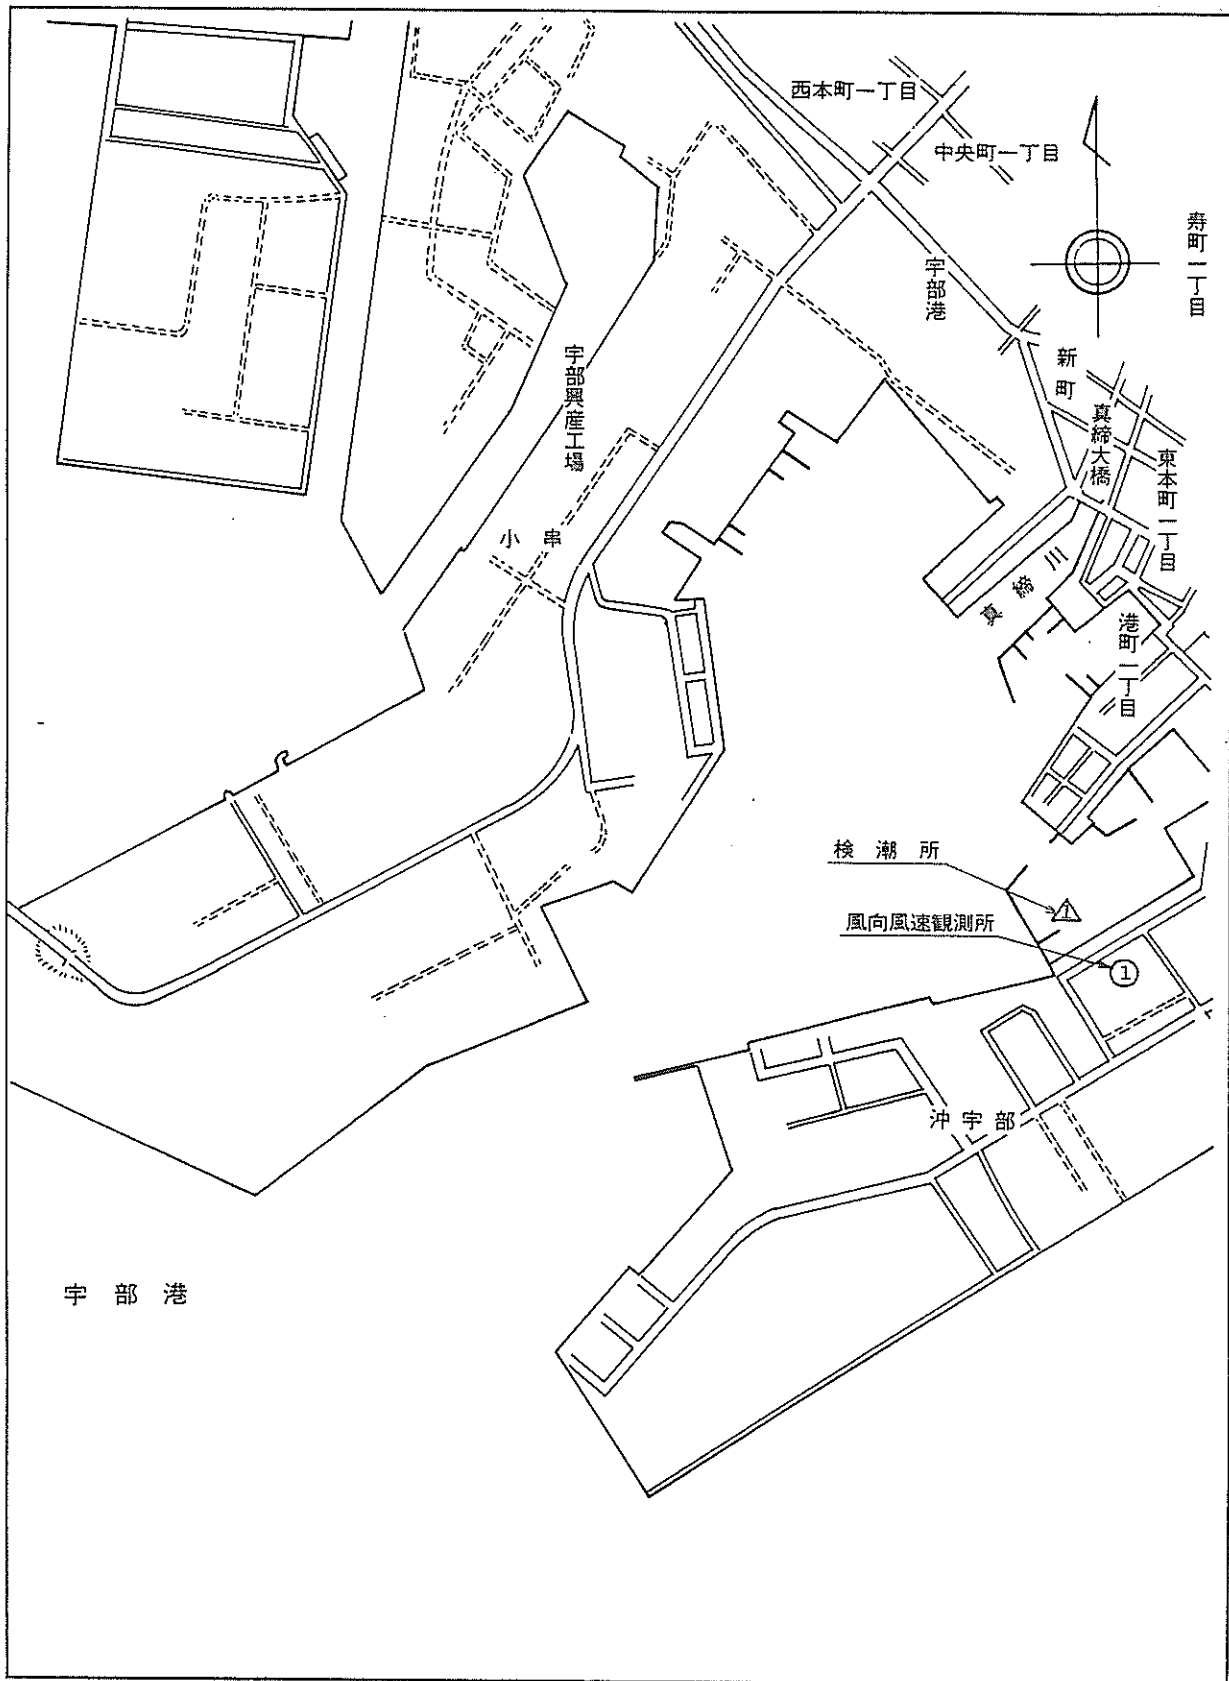 西本町一丁目
中央町一丁目
寿町一丁目
宇部港
新町
真締大橋
東本町一丁目
宇部興産工場
小串
真締川
港町一丁目
検潮所
1
風向風速観測所
1
沖宇部
宇部港